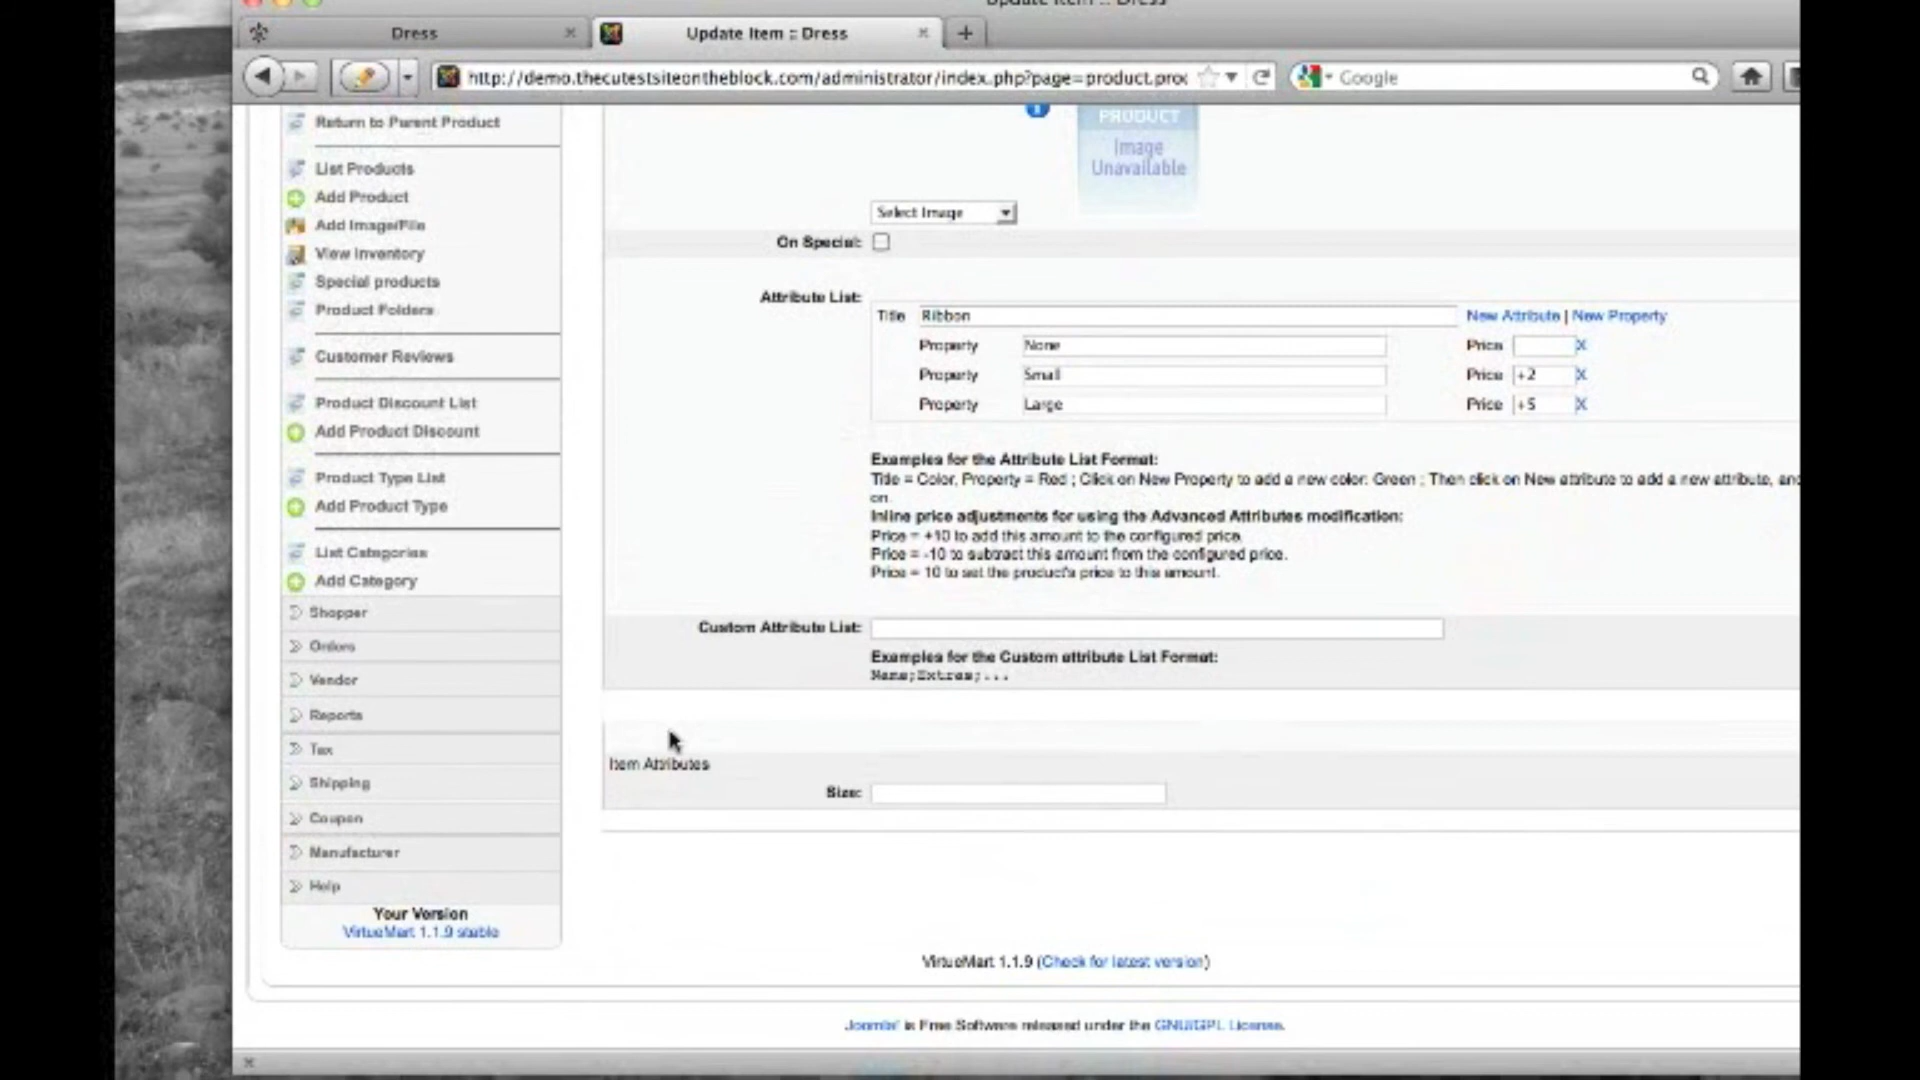 Update Item :: Dress
Dress
Update Item :: Dress
http://demo.thecutestsiteontheblock.com/administrator/index.php?page=product.pro
Google
Return to Parent Product
List Products
Add Product
Add Image/File
View Inventory
Special products
Product Folders
Customer Reviews
Product Discount List
Add Product Discount
Product Type List
Add Product Type
List Categories
Add Category
Shopper
Orders
Vendor
Reports
Tax
Shipping
Coupon
Manufacturer
Help
Your Version
VirtueMart 1.1.9 stable
PRODUCT
Image
Unavailable
Select Image
On Special:
Attribute List:
Title Ribbon New Attribute | New Property
Property None Price X
Property Small Price +2 X
Property Large Price +5 X
Examples for the Attribute List Format:
Title = Color, Property = Red ; Click on New Property to add a new color: Green ; Then click on New attribute to add a new attribute, and
on.
Inline price adjustments for using the Advanced Attributes modification:
Price = +10 to add this amount to the configured price.
Price = -10 to subtract this amount from the configured price.
Price = 10 to set the product's price to this amount.
Custom Attribute List:
Examples for the Custom attribute List Format:
Name;Extras;...
Item Attributes
Size:
VirtueMart 1.1.9 (Check for latest version)
Joomla! is Free Software released under the GNU/GPL License.